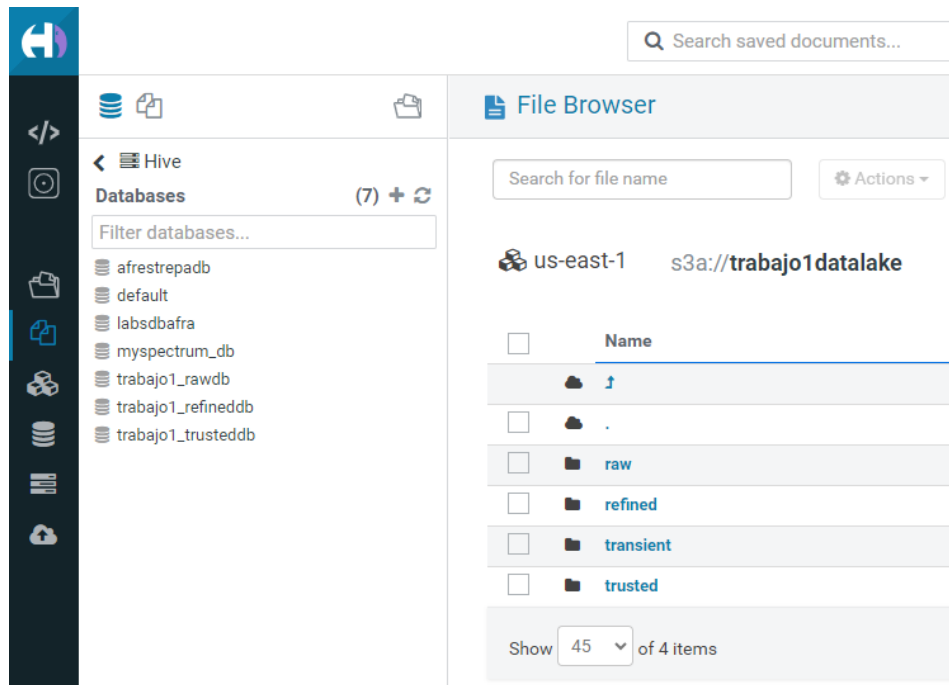 Search saved documents...
</>
File Browser
Hive
Databases (7)
Filter databases...
afrestrepadb
default
labsdbafra
myspectrum_db
trabajo1_rawdb
trabajo1_refineddb
trabajo1_trusteddb
Search for file name
Actions
us-east-1 s3a://trabajo1datalake
Name
.
raw
refined
transient
trusted
Show 45 of 4 items